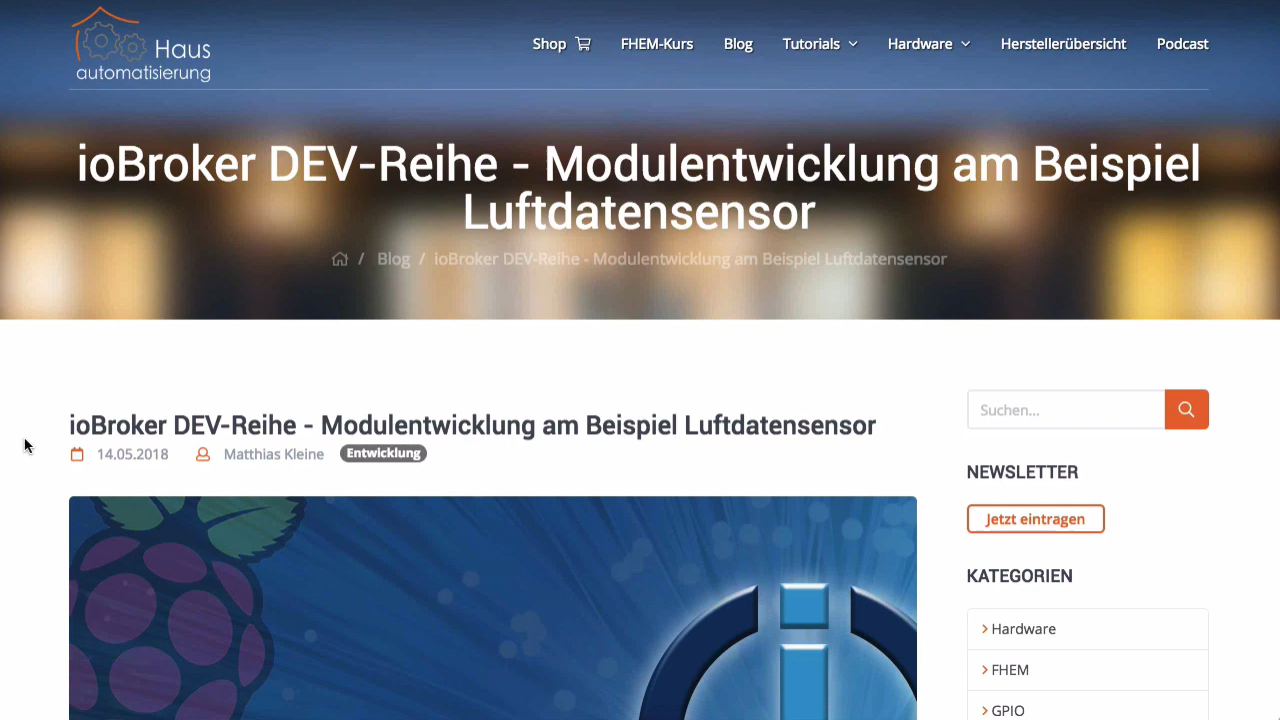 Haus
automatisierung
Shop
FHEM-Kurs
Blog
Tutorials
Hardware
Herstellerübersicht
Podcast
ioBroker DEV-Reihe - Modulentwicklung am Beispiel
Luftdatensensor
/ Blog / ioBroker DEV-Reihe - Modulentwicklung am Beispiel Luftdatensensor
ioBroker DEV-Reihe - Modulentwicklung am Beispiel Luftdatensensor
14.05.2018 Matthias Kleine Entwicklung
Suchen...
NEWSLETTER
Jetzt eintragen
KATEGORIEN
Hardware
FHEM
GPIO